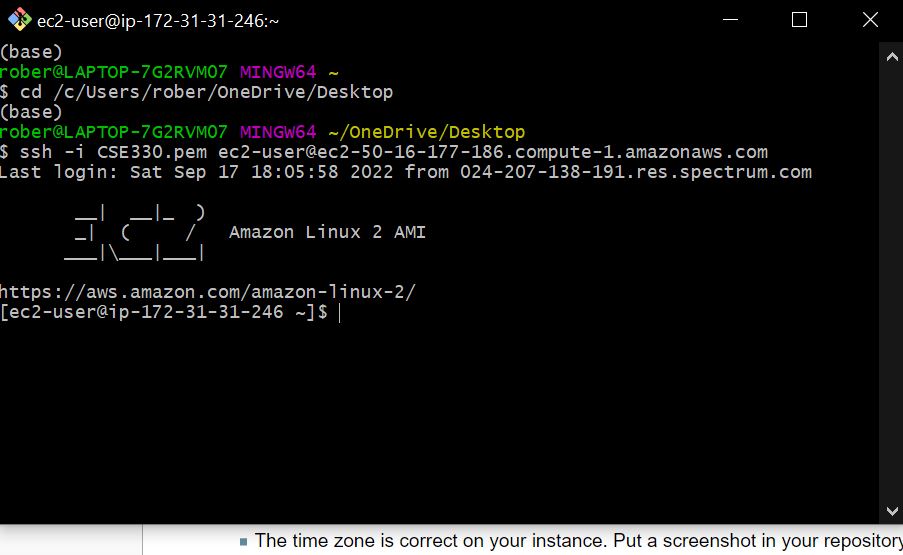 ec2-user@ip-172-31-31-246:~
(base)
rober@LAPTOP-7G2RVMO7 MINGW64 ~
$ cd /c/Users/rober/OneDrive/Desktop
(base)
rober@LAPTOP-7G2RVMO7 MINGW64 ~/OneDrive/Desktop
$ ssh -i CSE330.pem ec2-user@ec2-50-16-177-186.compute-1.amazonaws.com
Last login: Sat Sep 17 18:05:58 2022 from 024-207-138-191.res.spectrum.com
       __|  __|_  )
       _|  (     /   Amazon Linux 2 AMI
      ___|\___|___|
https://aws.amazon.com/amazon-linux-2/
[ec2-user@ip-172-31-31-246 ~]$
The time zone is correct on your instance. Put a screenshot in your repository